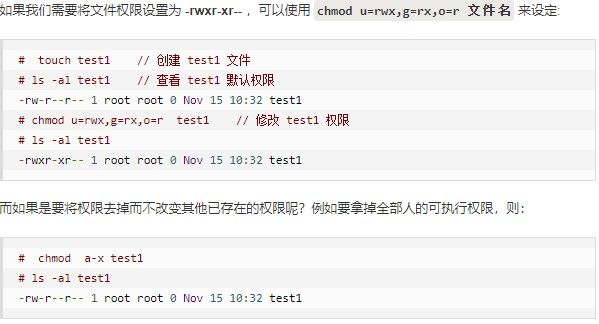 如果我们需要将文件权限设置为 -rwxr-xr-- ，可以使用 chmod u=rwx,g=rx,o=r 文件名 来设定:
#  touch test1    // 创建 test1 文件
# ls -al test1    // 查看 test1 默认权限
-rw-r--r-- 1 root root 0 Nov 15 10:32 test1
# chmod u=rwx,g=rx,o=r  test1    // 修改 test1 权限
# ls -al test1
-rwxr-xr-- 1 root root 0 Nov 15 10:32 test1
而如果是要将权限去掉而不改变其他已存在的权限呢？例如要拿掉全部人的可执行权限，则：
#  chmod  a-x test1
# ls -al test1
-rw-r--r-- 1 root root 0 Nov 15 10:32 test1